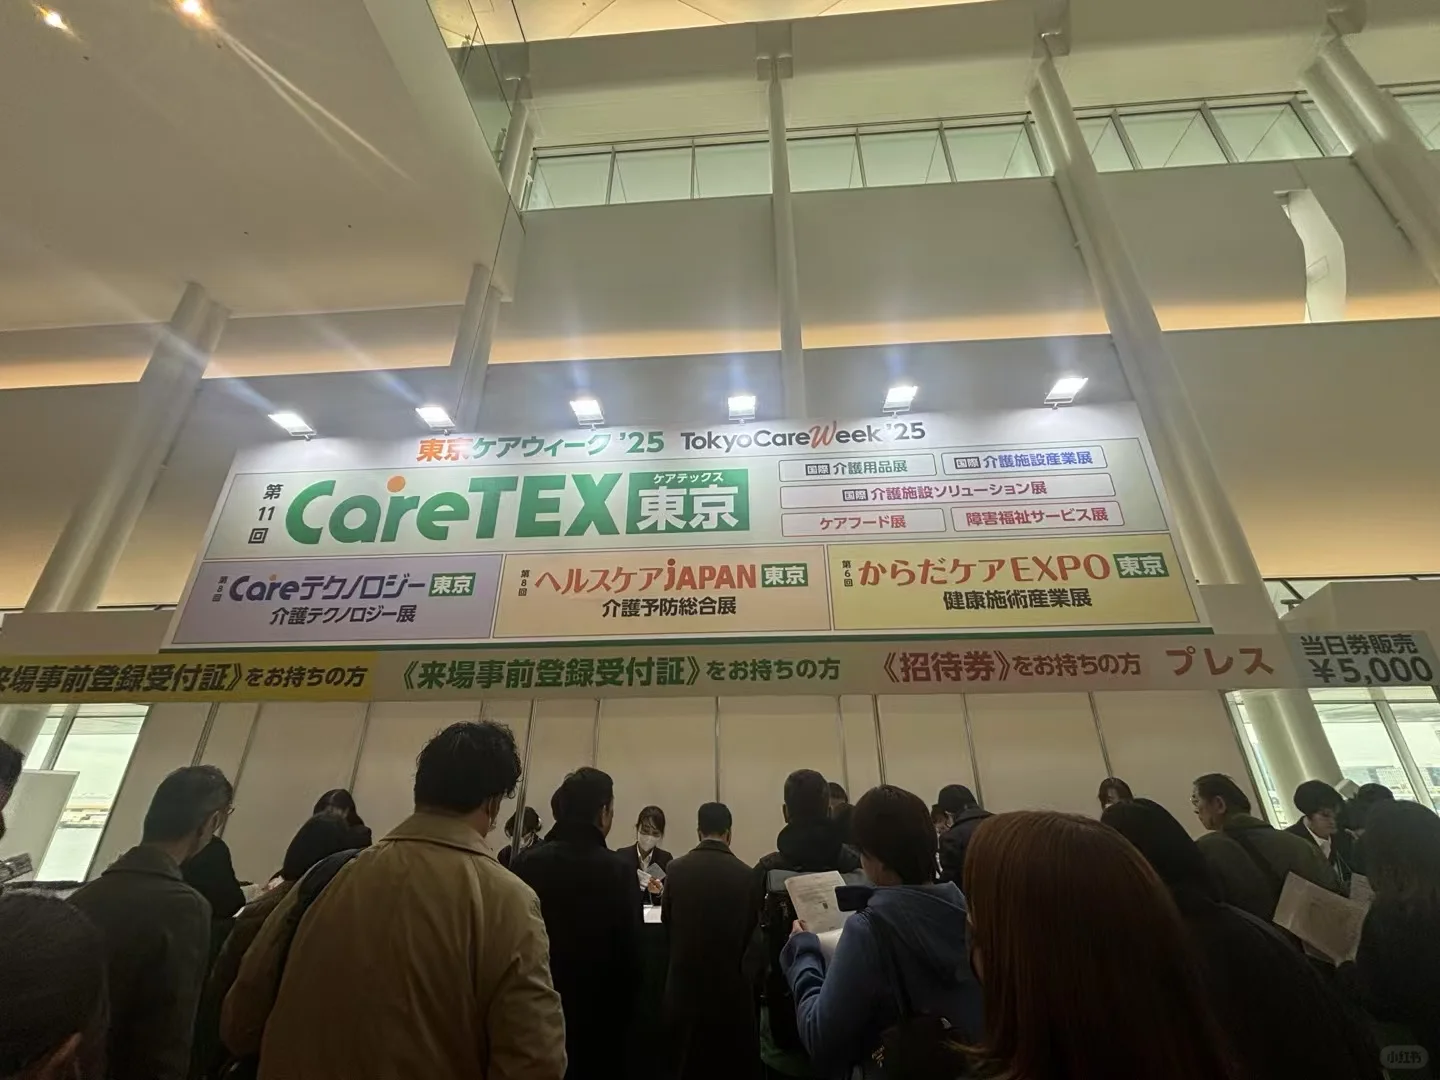 東京ケアウィーク'25 TokyoCareWeek'25
第11回 CareTEX ケアテックス 東京
国際 介護用品展
国際 介護施設産業展
国際 介護施設ソリューション展
ケアフード展
障害福祉サービス展
第8回 Careテクノロジー 東京
介護テクノロジー展
第8回 ヘルスケアJAPAN 東京
介護予防総合展
第6回 からだケアEXPO 東京
健康施術産業展
来場事前登録受付証》をお持ちの方
《来場事前登録受付証》をお持ちの方
《招待券》をお持ちの方
プレス
当日券販売
¥5,000
小红书